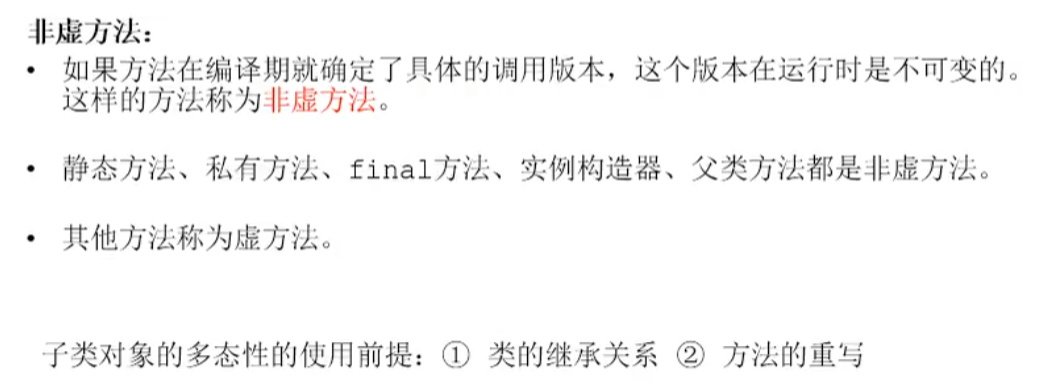 非虚方法：
• 如果方法在编译期就确定了具体的调用版本，这个版本在运行时是不可变的。
这样的方法称为非虚方法。
• 静态方法、私有方法、final方法、实例构造器、父类方法都是非虚方法。
• 其他方法称为虚方法。
子类对象的多态性的使用前提：① 类的继承关系 ② 方法的重写